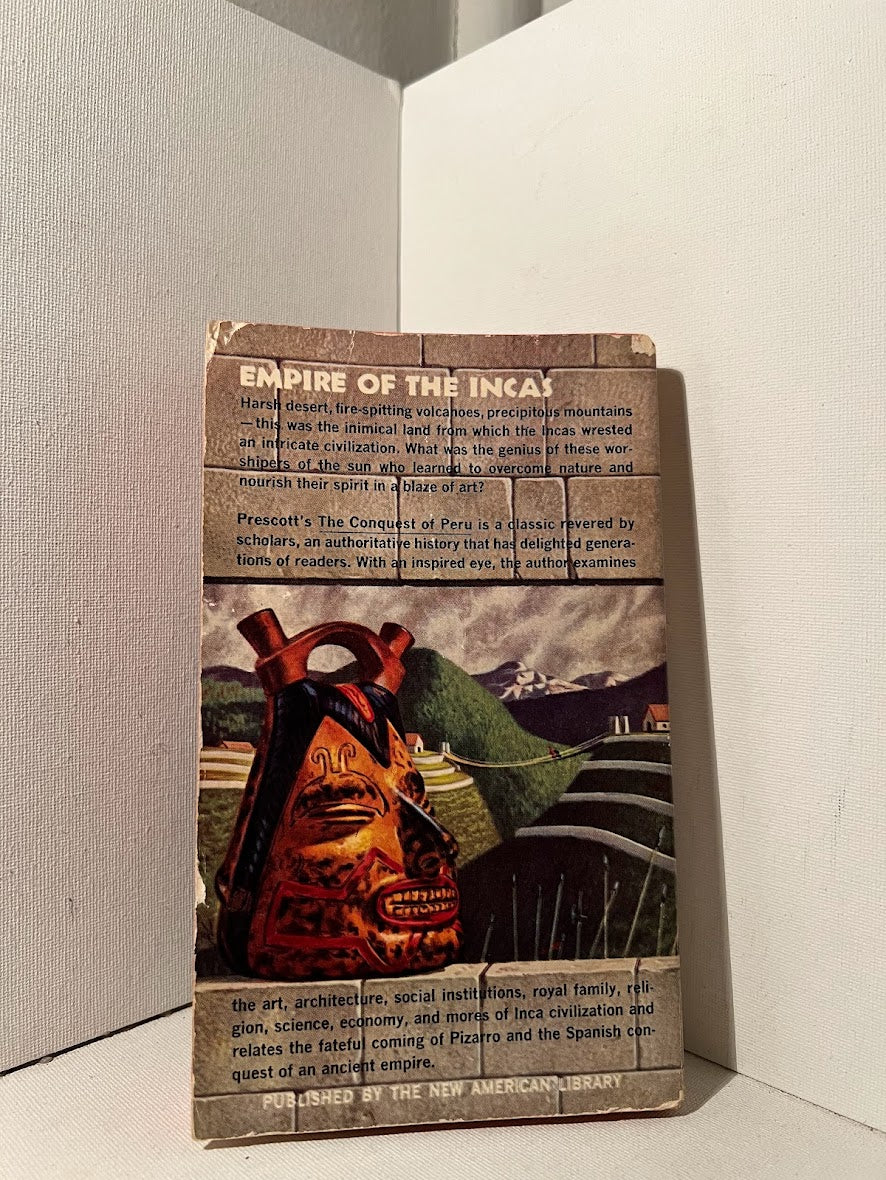 EMPIRE OF THE INCAS
Harsh desert, fire-spitting volcanoes, precipitous mountains
—this was the inimical land from which the Incas wrested
an intricate civilization. What was the genius of these wor-
shipers of the sun who learned to overcome nature and
nourish their spirit in a blaze of art?
Prescott's The Conquest of Peru is a classic revered by
scholars, an authoritative history that has delighted genera-
tions of readers. With an inspired eye, the author examines
the art, architecture, social institutions, royal family, reli-
gion, science, economy, and mores of Inca civilization and
relates the fateful coming of Pizarro and the Spanish con-
quest of an ancient empire.
PUBLISHED BY THE NEW AMERICAN LIBRARY